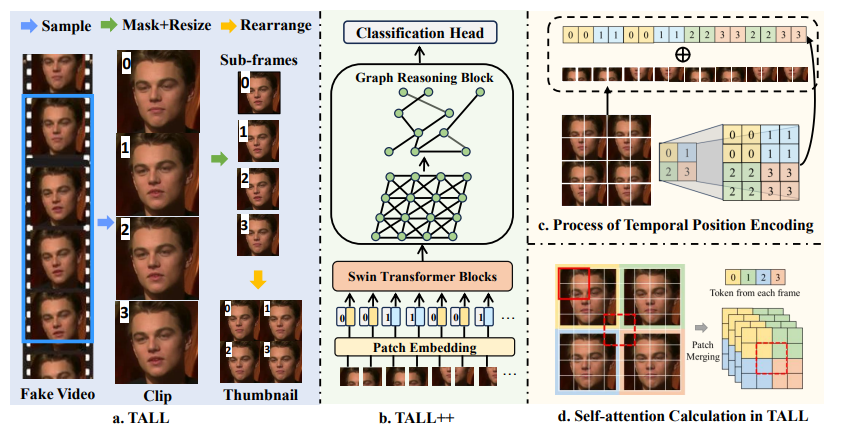 Sample
Mask+Resize
Rearrange
0
1
2
3
Sub-frames
0
1
2
3
0 1
2 3
Fake Video
Clip
Thumbnail
a. TALL
Classification Head
Graph Reasoning Block
Swin Transformer Blocks
0 0 1 1 0 0 1 ...
Patch Embedding
...
b. TALL++
0 0 1 1 0 0 1 1 2 2 3 3 2 2 3 3
⊕
0 1
2 3
0 0 1 1
0 0 1 1
2 2 3 3
2 2 3 3
c. Process of Temporal Position Encoding
0 1 2 3
Token from each frame
Patch
Merging
d. Self-attention Calculation in TALL